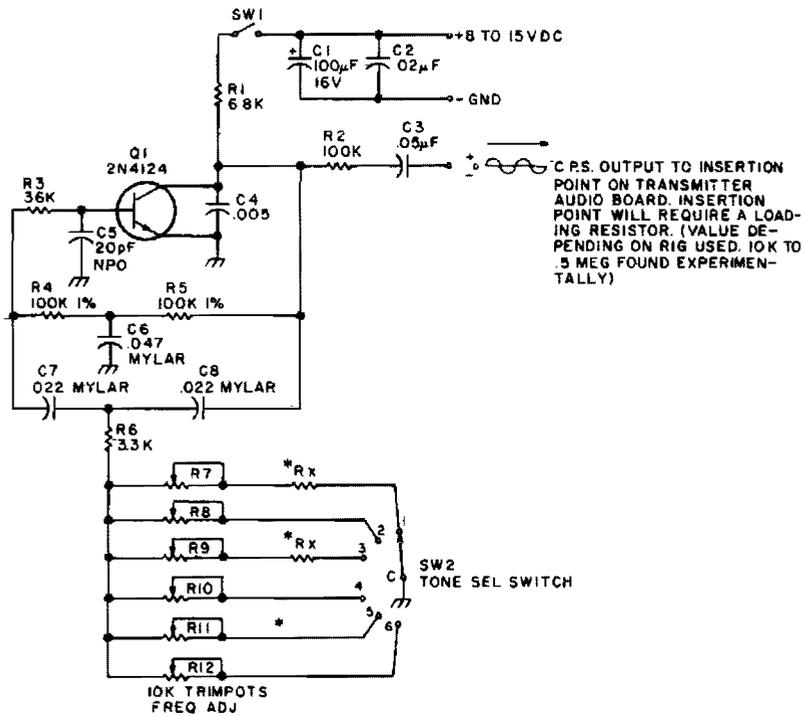 SW1
+8 TO 15VDC
+ C1
100µF
16V
C2
.02µF
R1
6.8K
- GND
Q1
2N4124
R2
100K
C3
.05µF
+
-
C.P.S. OUTPUT TO INSERTION
POINT ON TRANSMITTER
AUDIO BOARD. INSERTION
POINT WILL REQUIRE A LOAD-
ING RESISTOR. (VALUE DE-
PENDING ON RIG USED. 10K TO
.5 MEG FOUND EXPERIMEN-
TALLY)
R3
36K
C4
.005
C5
20pF
NPO
R4
100K 1%
R5
100K 1%
C6
.047
MYLAR
C7
.022 MYLAR
C8
.022 MYLAR
R6
3.3K
R7
*Rx
1
R8
2
R9
*Rx
3
C
SW2
TONE SEL SWITCH
R10
4
R11
*
5
6
R12
10K TRIMPOTS
FREQ ADJ